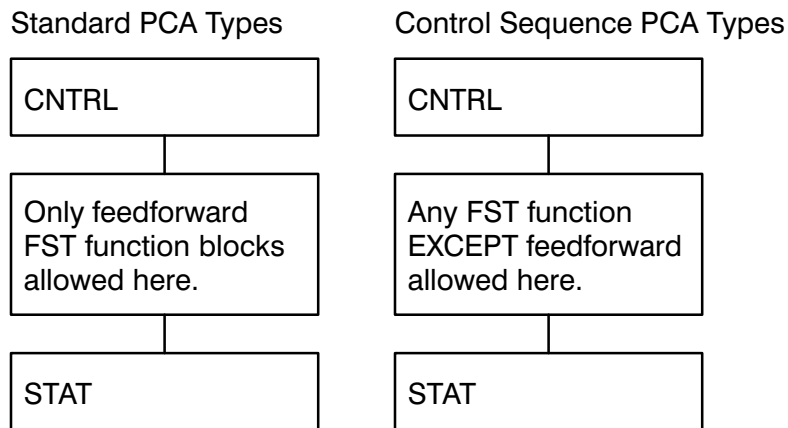 Standard PCA Types
CNTRL
Only feedforward
FST function blocks
allowed here.
STAT
Control Sequence PCA Types
CNTRL
Any FST function
EXCEPT feedforward
allowed here.
STAT